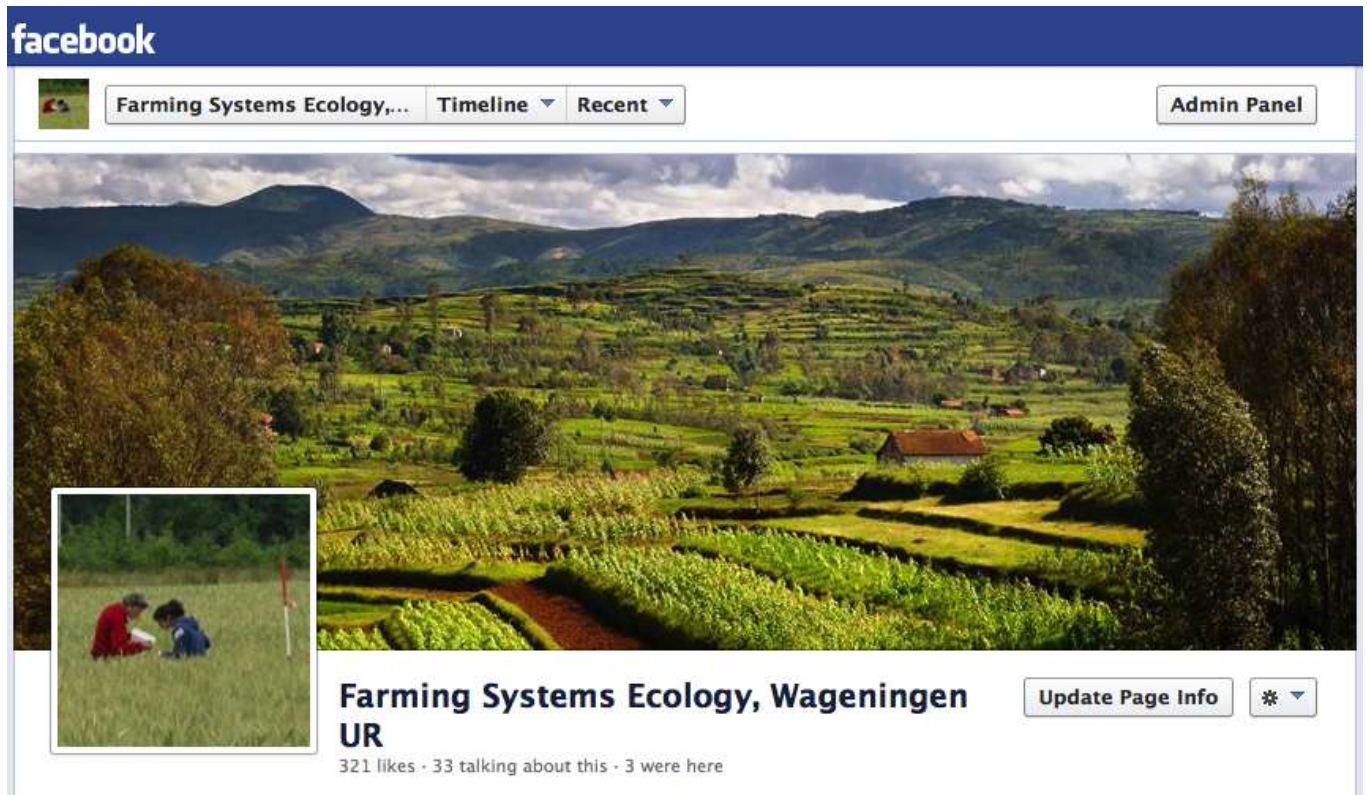 facebook
Farming Systems Ecology,... Timeline Recent Admin Panel
Farming Systems Ecology, Wageningen
UR
Update Page Info
321 likes · 33 talking about this · 3 were here